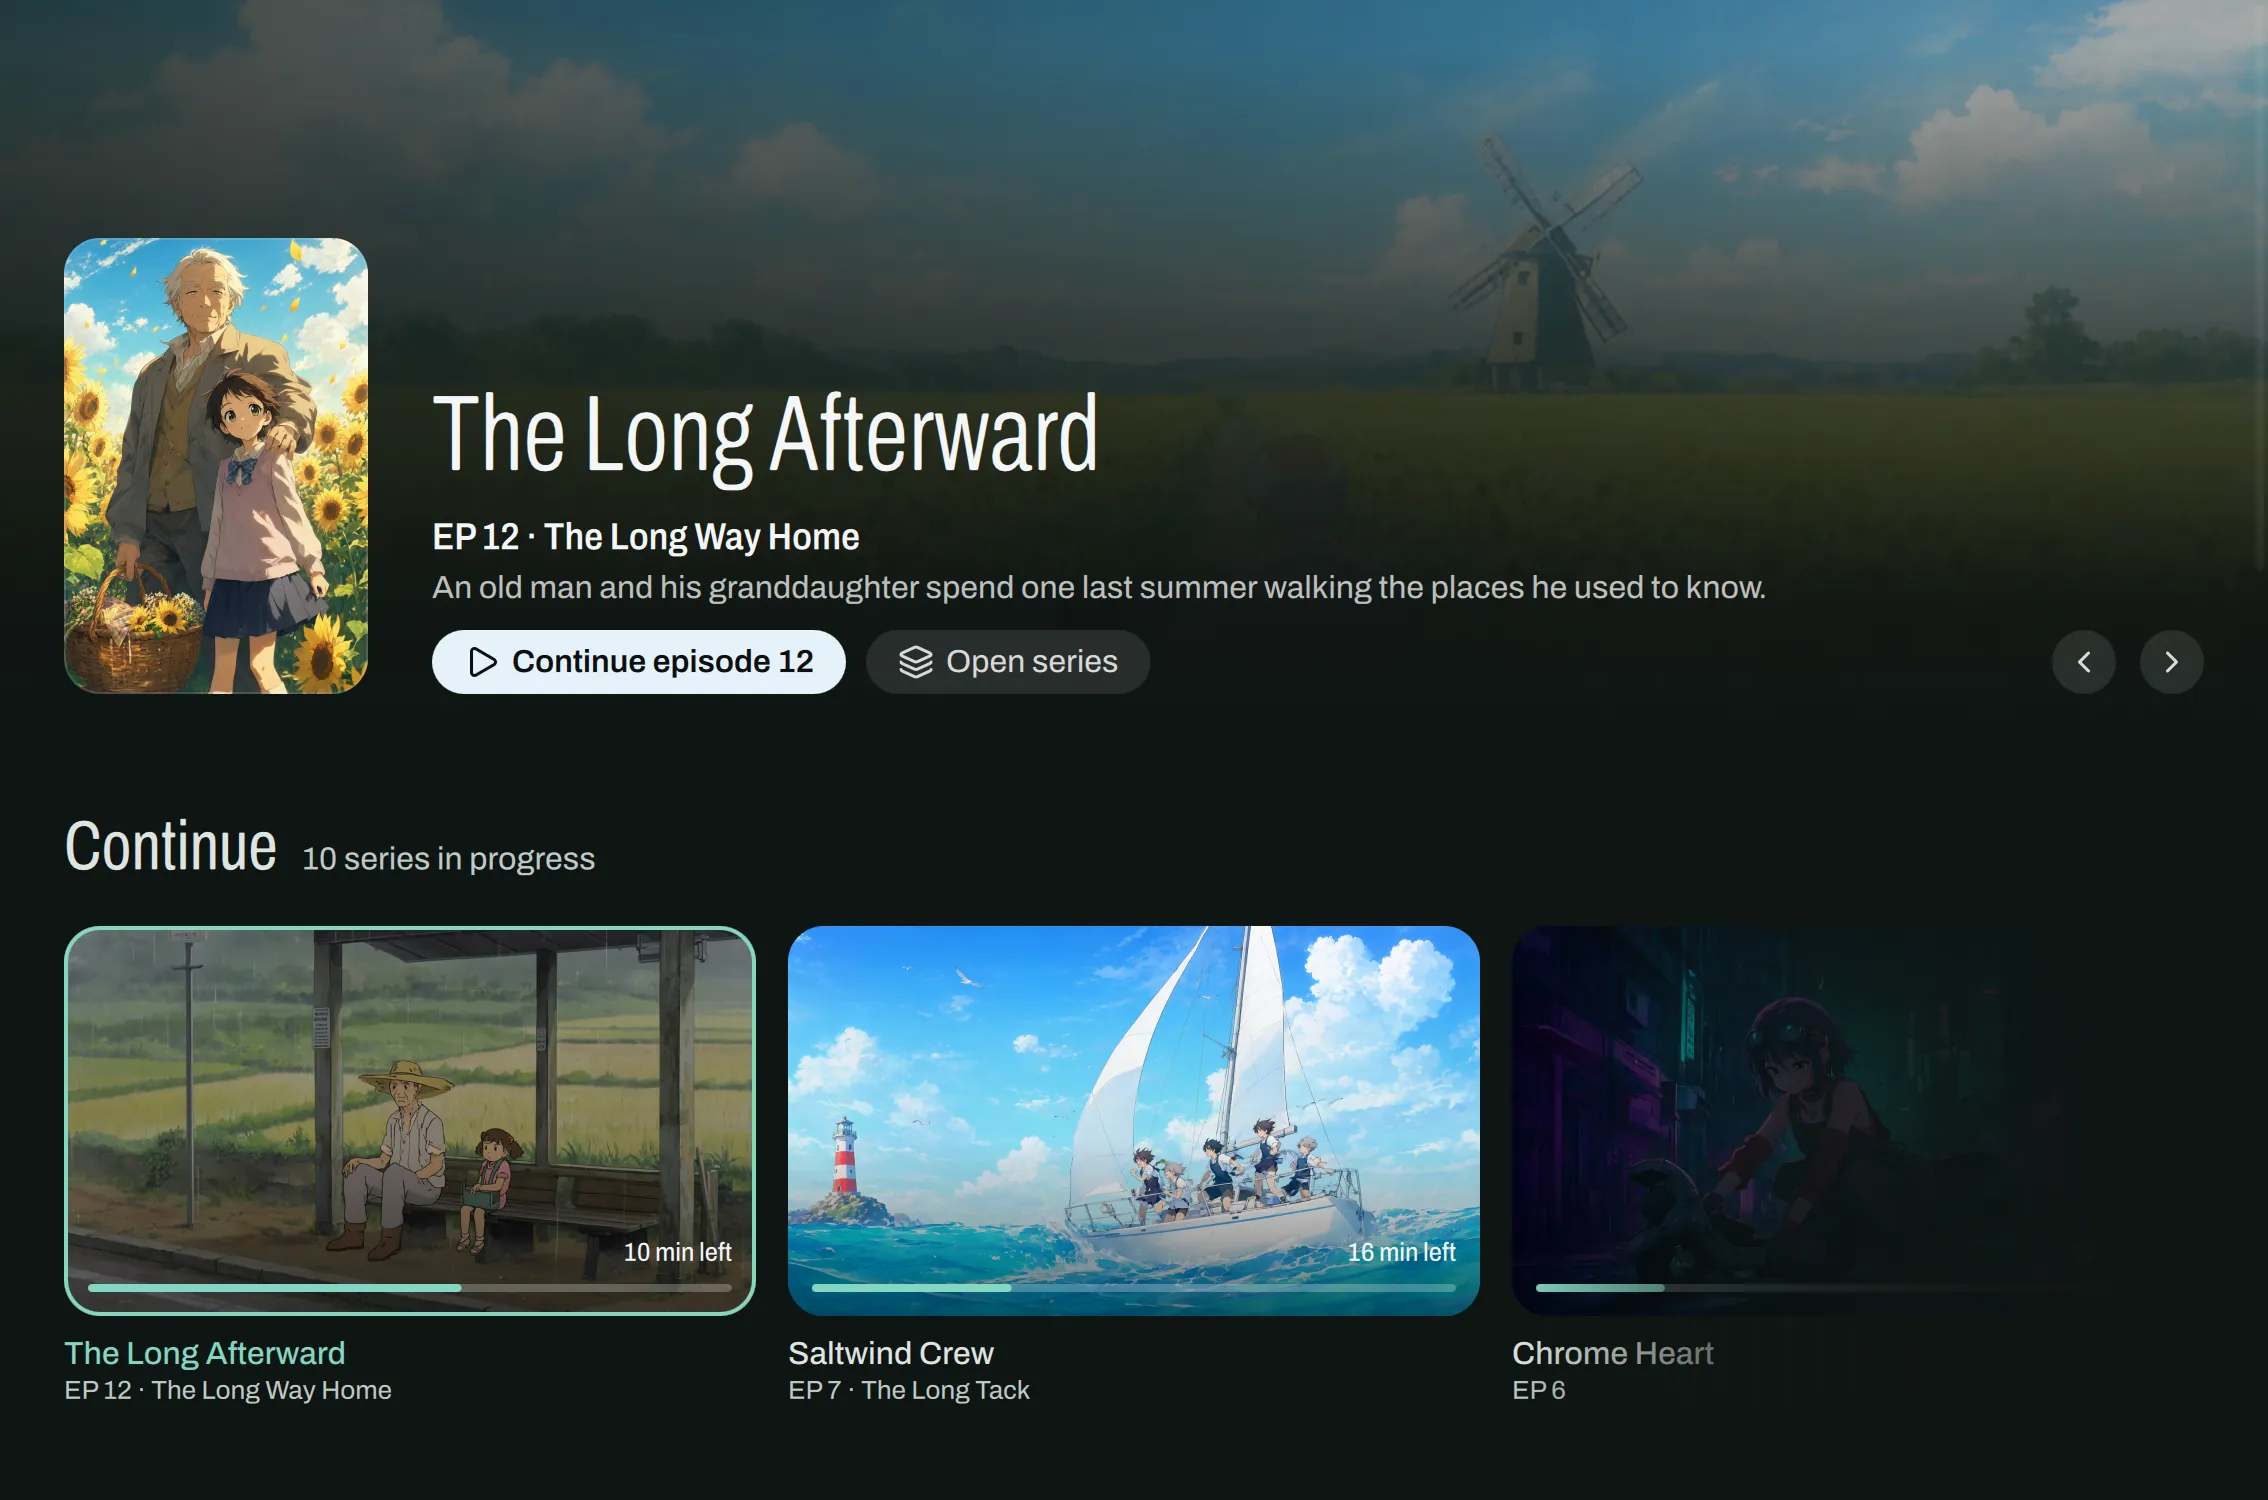 The Long Afterward
EP 12 · The Long Way Home
An old man and his granddaughter spend one last summer walking the places he used to know.
Continue episode 12
Open series
Continue
10 series in progress
10 min left
16 min left
The Long Afterward
EP 12 · The Long Way Home
Saltwind Crew
EP 7 · The Long Tack
Chrome Heart
EP 6